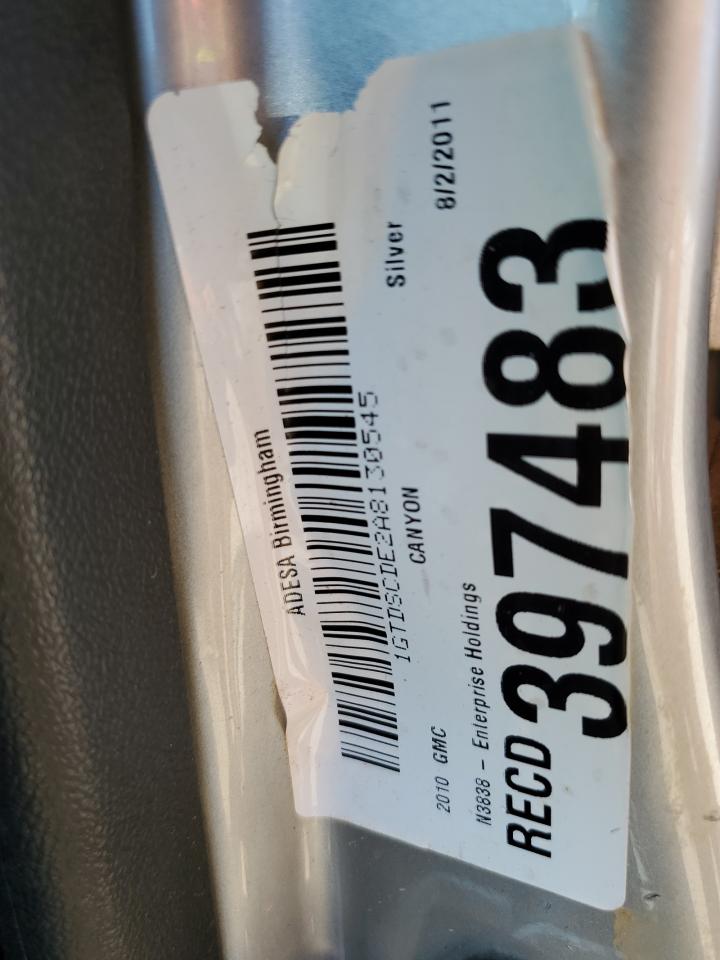 ADESA Birmingham
1GTDSCDE2A8130545
CANYON Silver
2010 GMC
N3838 – Enterprise Holdings 8/2/2011
RECD 397483